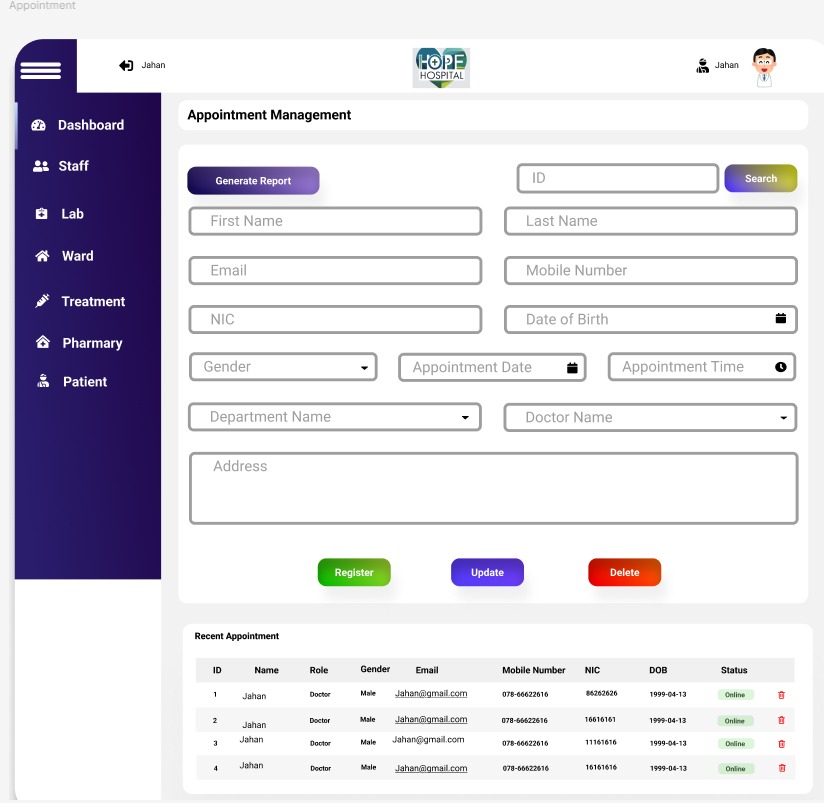 Appointment
Jahan
HOPE
HOSPITAL
Jahan
Dashboard
Staff
Lab
Ward
Treatment
Pharmary
Patient
Appointment Management
Generate Report
ID
Search
First Name
Last Name
Email
Mobile Number
NIC
Date of Birth
Gender
Appointment Date
Appointment Time
Department Name
Doctor Name
Address
Register
Update
Delete
Recent Appointment
ID Name Role Gender Email Mobile Number NIC DOB Status
1 Jahan Doctor Male Jahan@gmail.com 078-66622616 86262626 1999-04-13 Online
2 Jahan Doctor Male Jahan@gmail.com 078-66622616 16616161 1999-04-13 Online
3 Jahan Doctor Male Jahan@gmail.com 078-66622616 11161616 1999-04-13 Online
4 Jahan Doctor Male Jahan@gmail.com 078-66622616 16161616 1999-04-13 Online